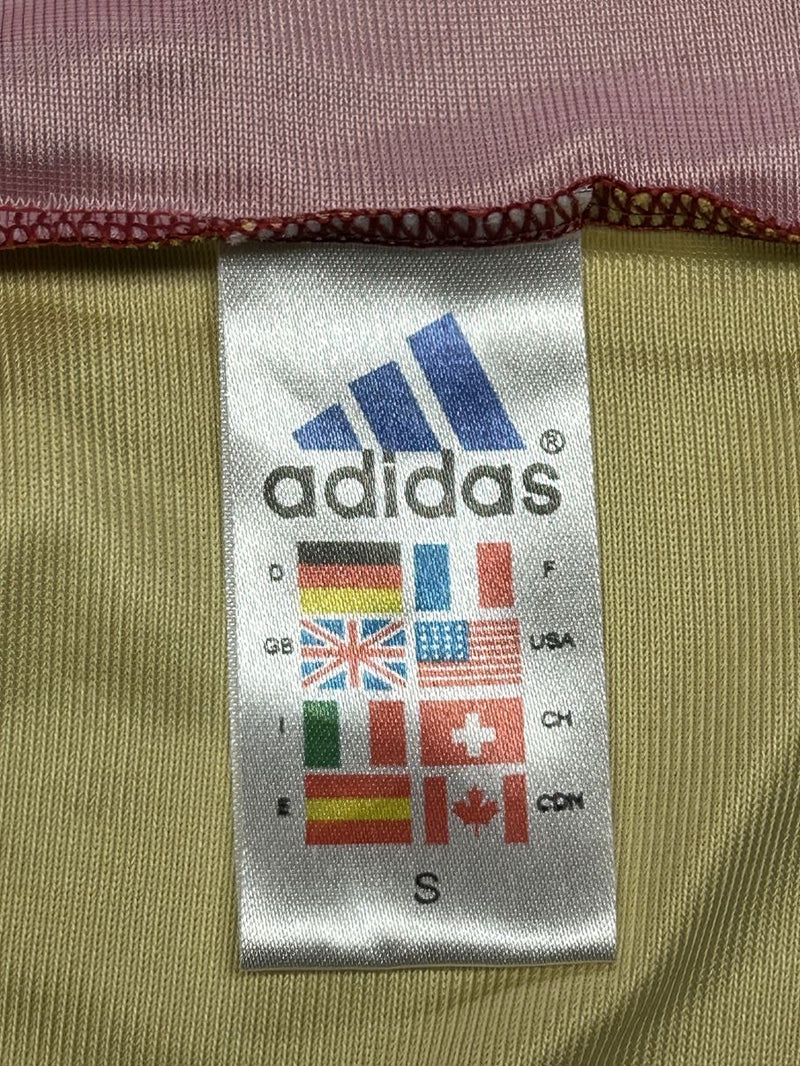 adidas®
D F
GB USA
I CH
E CDN
S